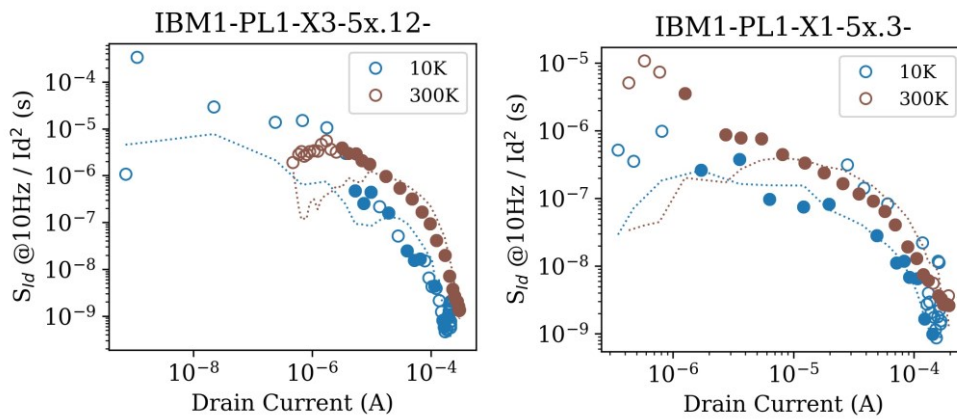 IBM1-PL1-X3-5x.12-
10K
300K
10⁻⁴
10⁻⁵
10⁻⁶
10⁻⁷
10⁻⁸
10⁻⁹
S_Id @10Hz / Id² (s)
10⁻⁸
10⁻⁶
10⁻⁴
Drain Current (A)
IBM1-PL1-X1-5x.3-
10K
300K
10⁻⁵
10⁻⁶
10⁻⁷
10⁻⁸
10⁻⁹
S_Id @10Hz / Id² (s)
10⁻⁶
10⁻⁵
10⁻⁴
Drain Current (A)